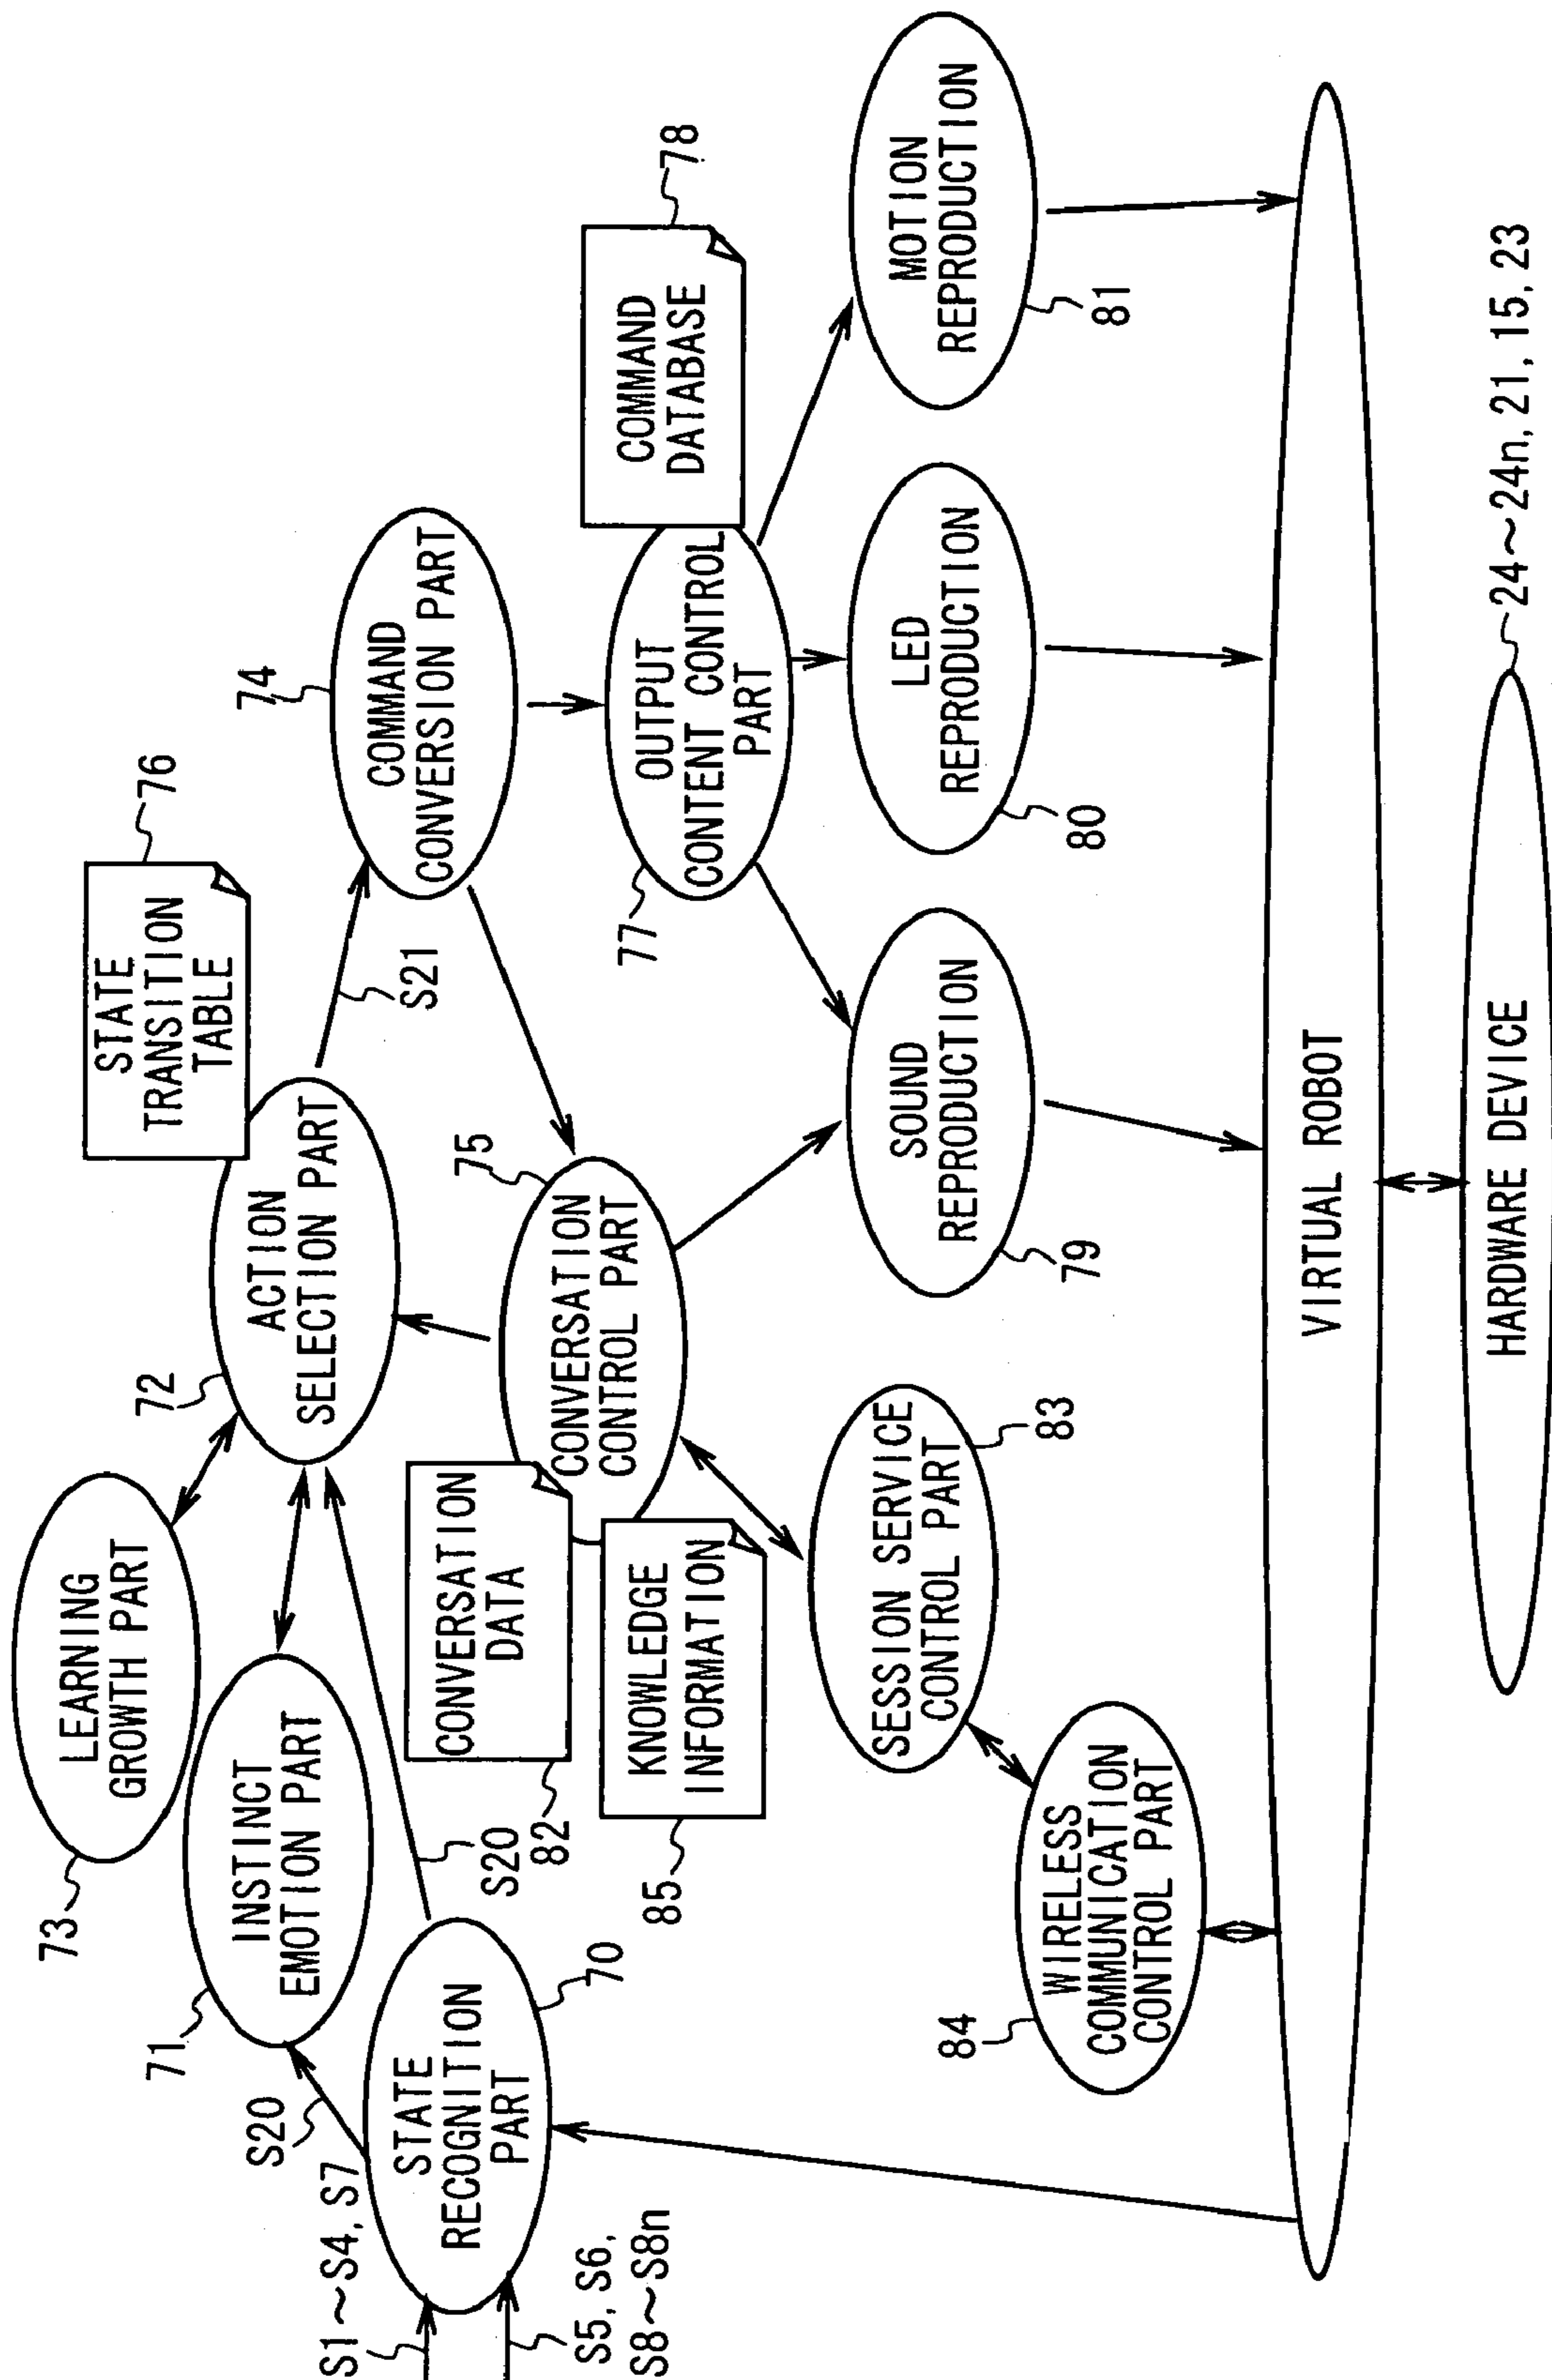 73
LEARNING
GROWTH PART
STATE
TRANSITION
TABLE
76
71
INSTINCT
EMOTION PART
72
ACTION
SELECTION PART
74
COMMAND
CONVERSION PART
S21
S20
S1~S4, S7
STATE
RECOGNITION
PART
70
S5, S6,
S8~S8n
S20
82
CONVERSATION
DATA
75
CONVERSATION
CONTROL PART
85
KNOWLEDGE
INFORMATION
77
OUTPUT
CONTENT CONTROL
PART
COMMAND
DATABASE
78
SESSION SERVICE
CONTROL PART
83
84
WIRELESS
COMMUNICATION
CONTROL PART
SOUND
REPRODUCTION
79
LED
REPRODUCTION
80
MOTION
REPRODUCTION
81
VIRTUAL ROBOT
HARDWARE DEVICE
24~24n, 21, 15, 23